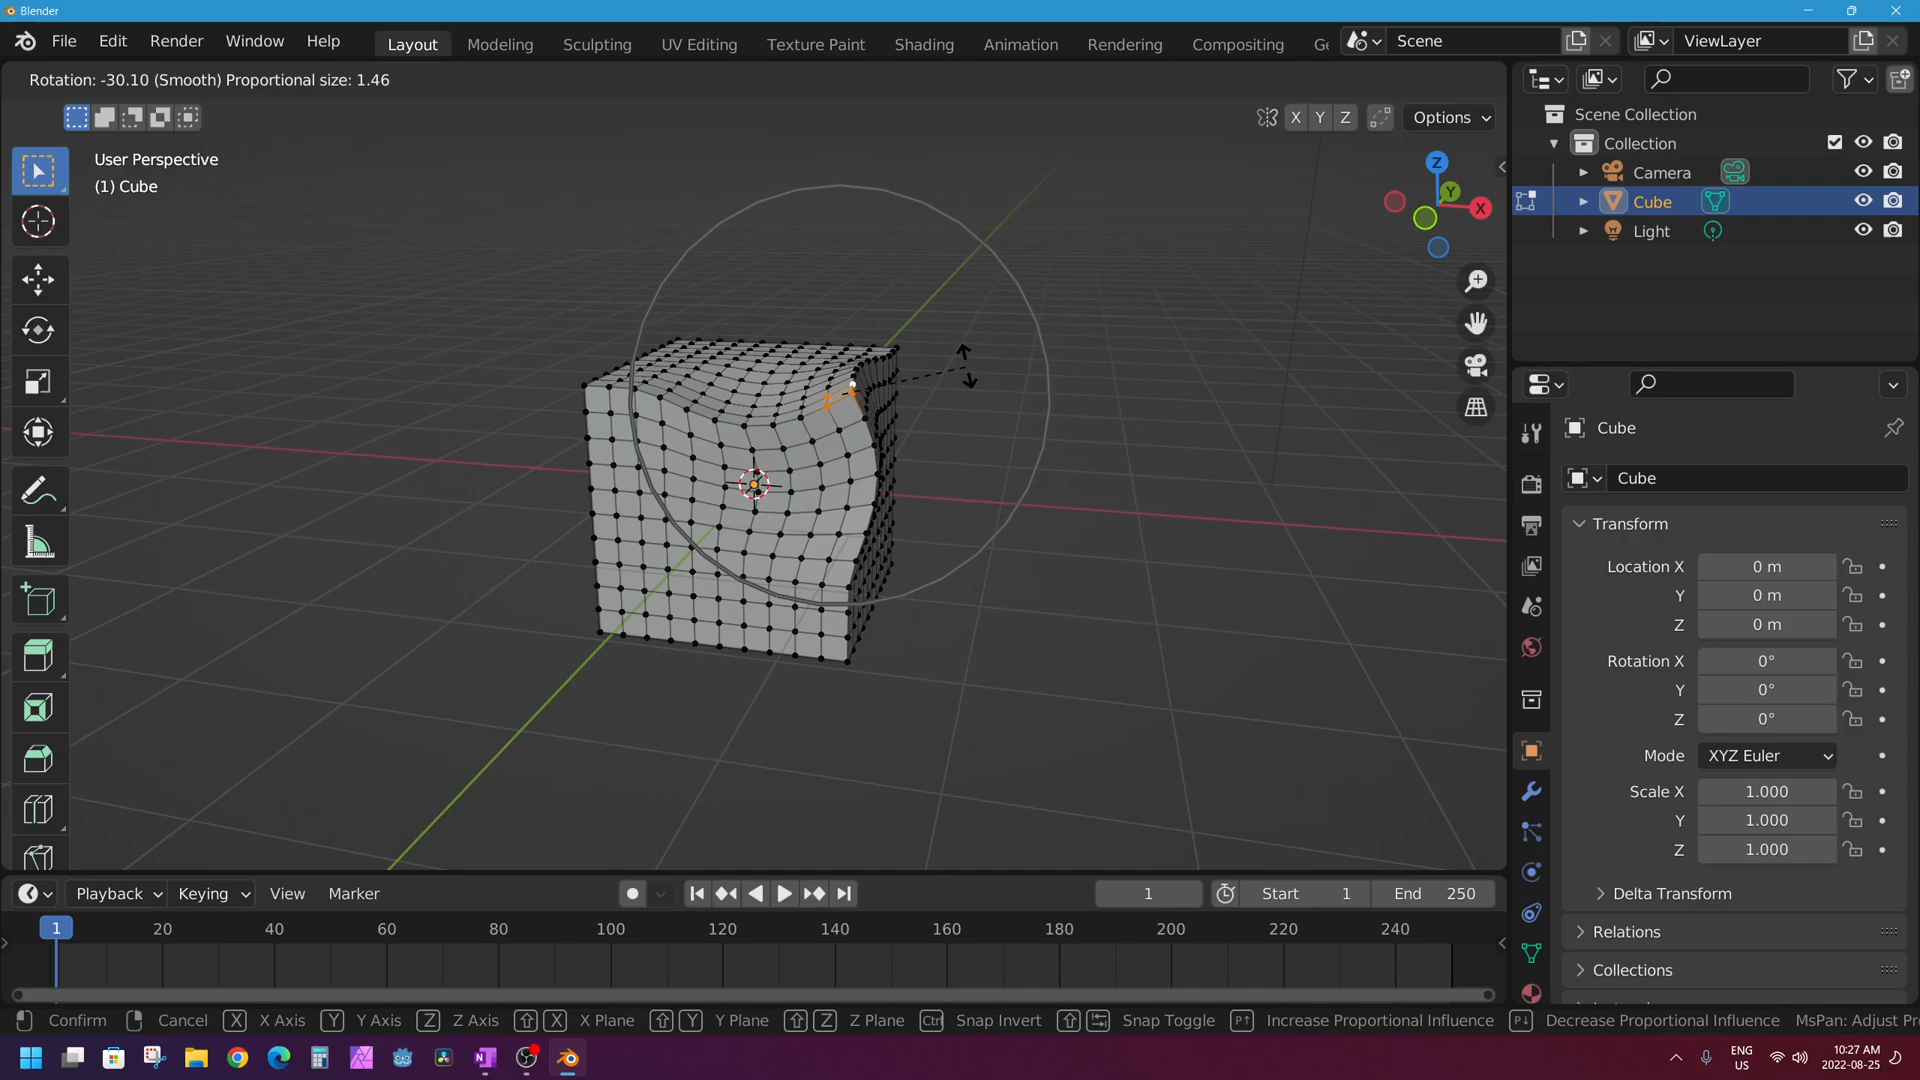 Blender
File Edit Render Window Help Layout Modeling Sculpting UV Editing Texture Paint Shading Animation Rendering Compositing Ge Scene ViewLayer
Rotation: -30.10 (Smooth) Proportional size: 1.46
X Y Z Options
User Perspective
(1) Cube
Z
Y
X
Scene Collection
Collection
Camera
Cube
Light
Cube
Cube
Transform
Location X 0 m
Y 0 m
Z 0 m
Rotation X 0°
Y 0°
Z 0°
Mode XYZ Euler
Scale X 1.000
Y 1.000
Z 1.000
Delta Transform
Relations
Collections
Playback Keying View Marker 1 Start 1 End 250
1 20 40 60 80 100 120 140 160 180 200 220 240
Confirm Cancel X X Axis Y Y Axis Z Z Axis X X Plane Y Y Plane Z Z Plane Ctrl Snap Invert Snap Toggle P↑ Increase Proportional Influence P↓ Decrease Proportional Influence MsPan: Adjust Pr
ENG
US
10:27 AM
2022-08-25